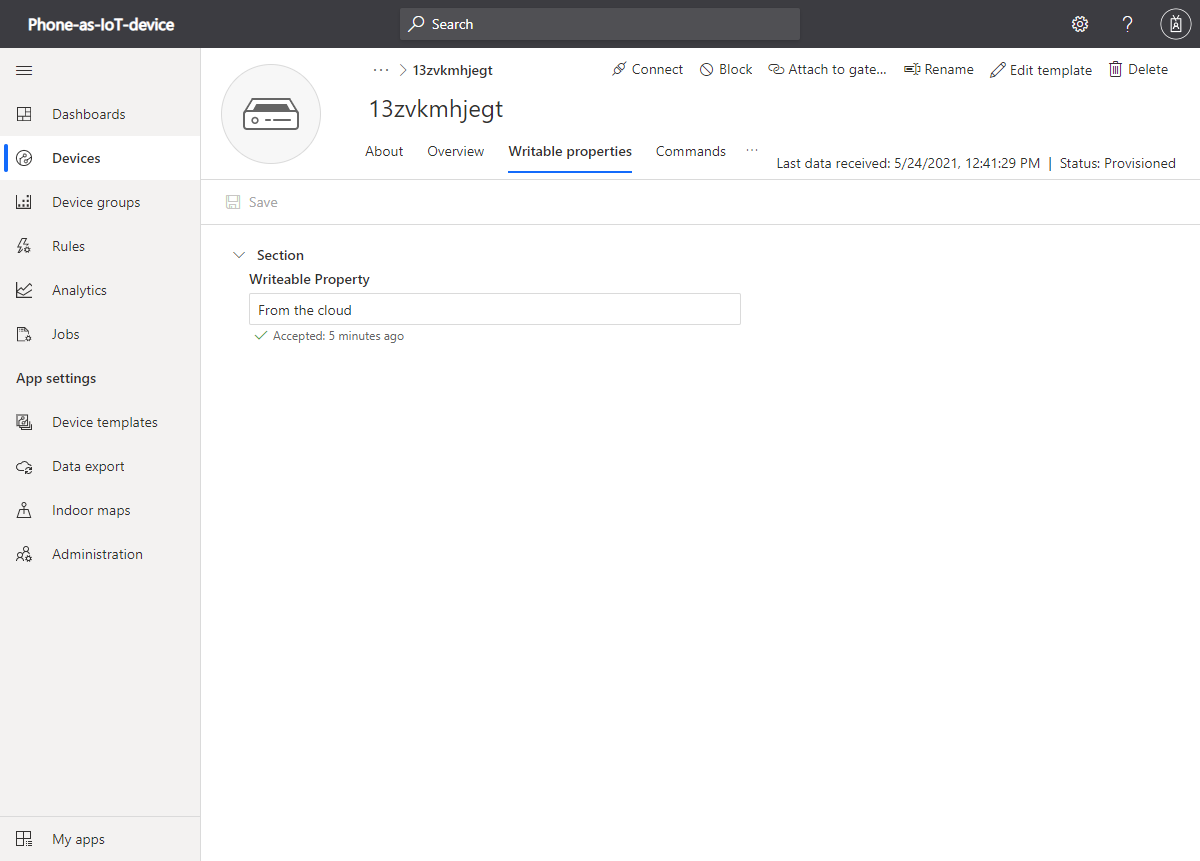 Phone-as-IoT-device
Search
?
Dashboards
Devices
Device groups
Rules
Analytics
Jobs
App settings
Device templates
Data export
Indoor maps
Administration
My apps
··· > 13zvkmhjegt
Connect Block Attach to gate... Rename Edit template Delete
13zvkmhjegt
About Overview Writable properties Commands ···
Last data received: 5/24/2021, 12:41:29 PM | Status: Provisioned
Save
Section
Writeable Property
From the cloud
Accepted: 5 minutes ago